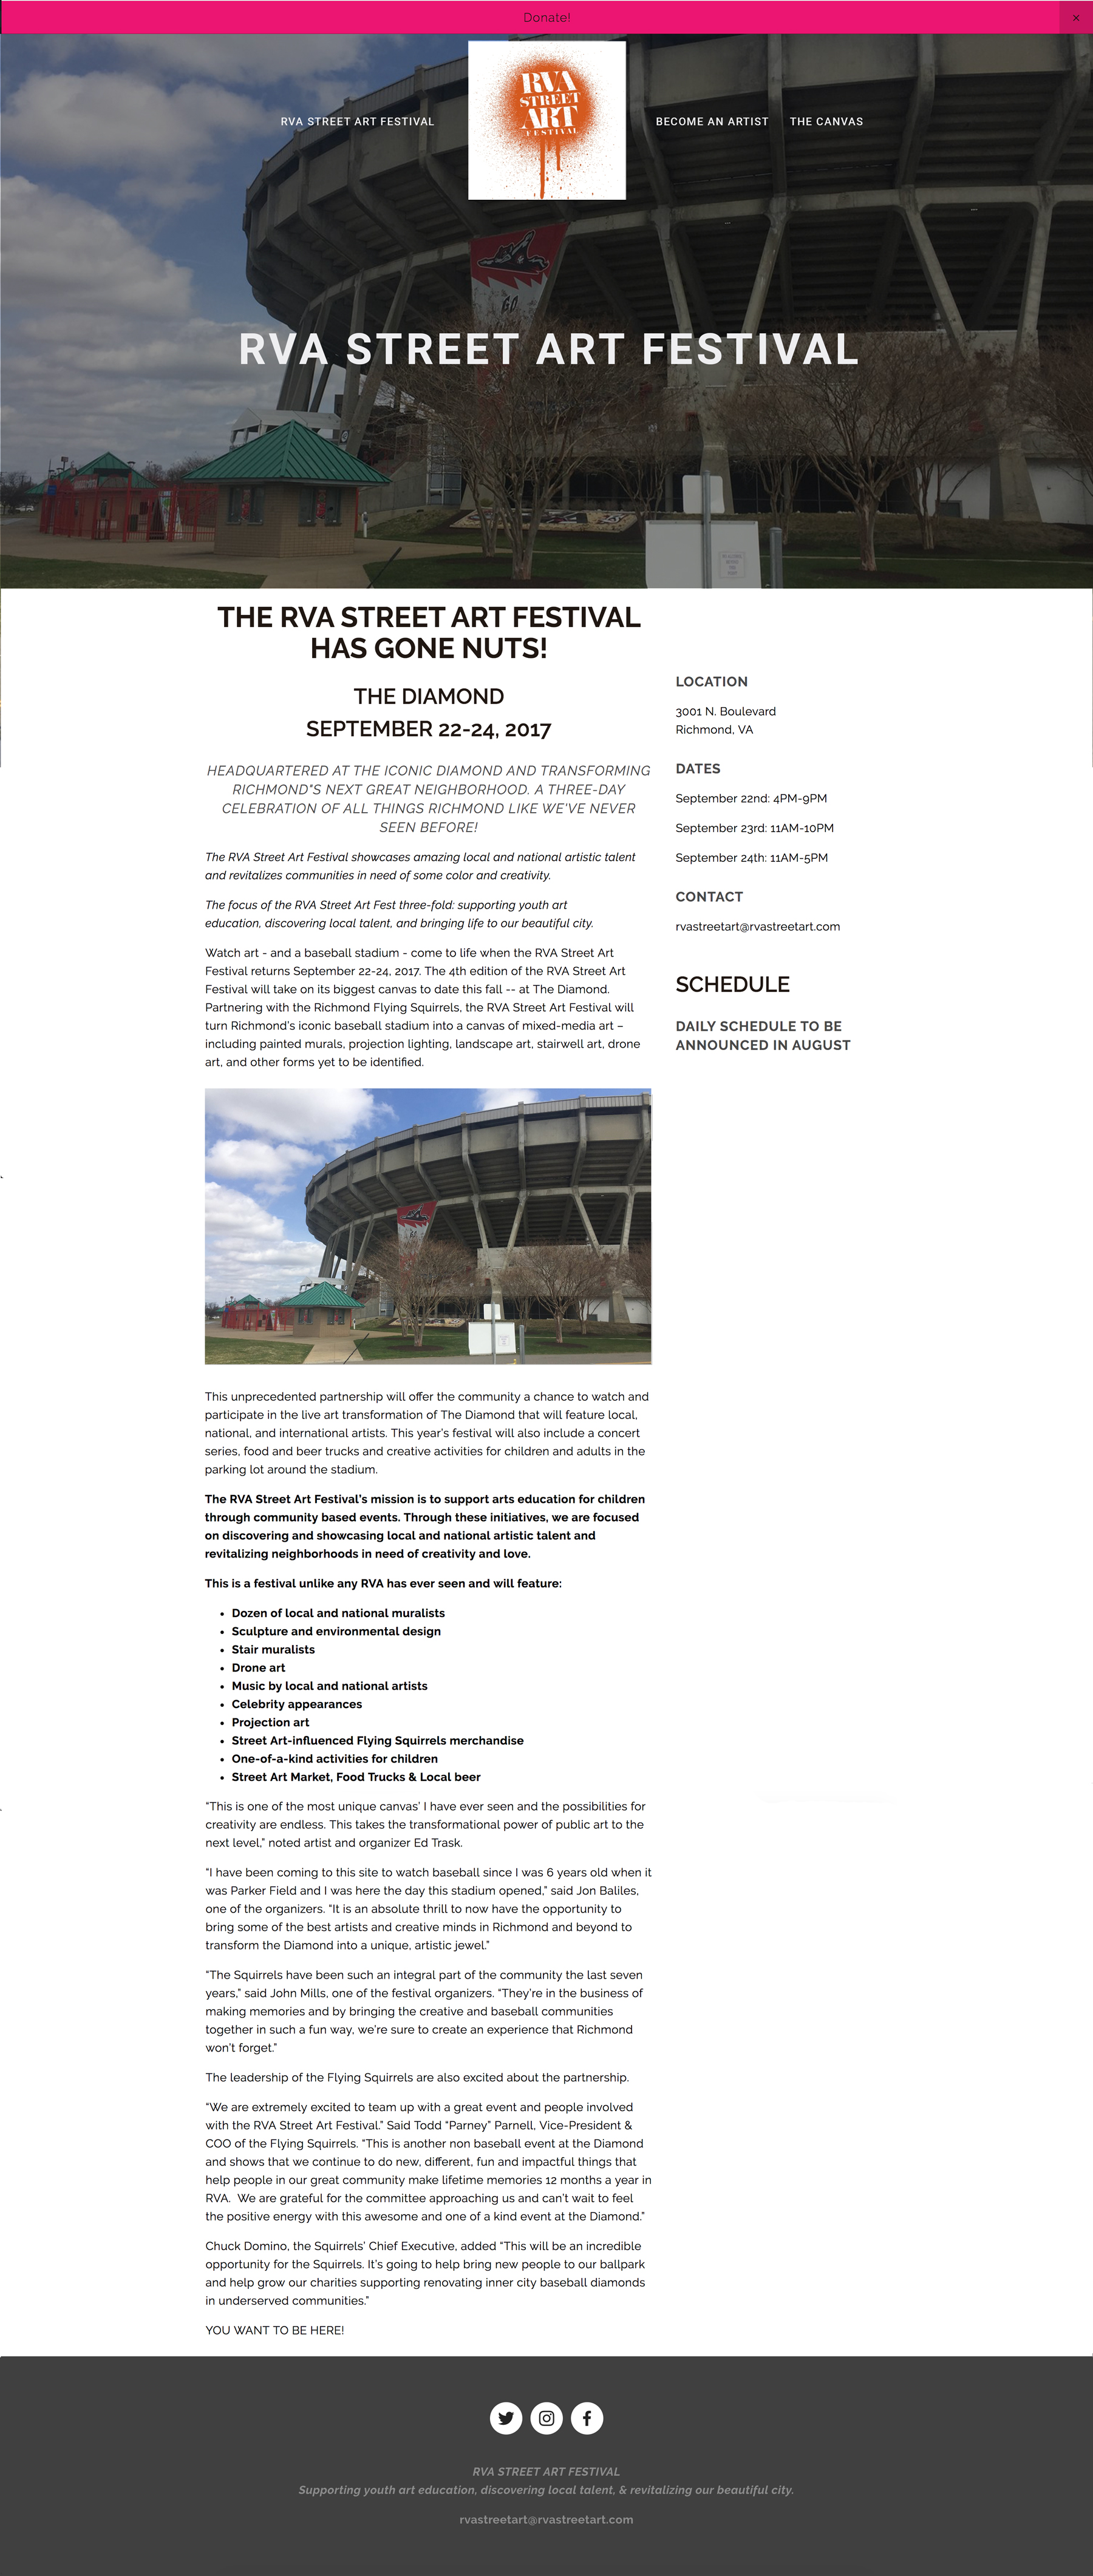 Donate!
×
RVA STREET ART FESTIVAL
RVA
STREET
ART
FESTIVAL
BECOME AN ARTIST
THE CANVAS
GO
RVA STREET ART FESTIVAL
THE RVA STREET ART FESTIVAL
HAS GONE NUTS!
THE DIAMOND
SEPTEMBER 22-24, 2017
HEADQUARTERED AT THE ICONIC DIAMOND AND TRANSFORMING
RICHMOND"S NEXT GREAT NEIGHBORHOOD. A THREE-DAY
CELEBRATION OF ALL THINGS RICHMOND LIKE WE'VE NEVER
SEEN BEFORE!
The RVA Street Art Festival showcases amazing local and national artistic talent
and revitalizes communities in need of some color and creativity.
The focus of the RVA Street Art Fest three-fold: supporting youth art
education, discovering local talent, and bringing life to our beautiful city.
Watch art - and a baseball stadium - come to life when the RVA Street Art
Festival returns September 22-24, 2017. The 4th edition of the RVA Street Art
Festival will take on its biggest canvas to date this fall -- at The Diamond.
Partnering with the Richmond Flying Squirrels, the RVA Street Art Festival will
turn Richmond's iconic baseball stadium into a canvas of mixed-media art –
including painted murals, projection lighting, landscape art, stairwell art, drone
art, and other forms yet to be identified.
This unprecedented partnership will offer the community a chance to watch and
participate in the live art transformation of The Diamond that will feature local,
national, and international artists. This year's festival will also include a concert
series, food and beer trucks and creative activities for children and adults in the
parking lot around the stadium.
The RVA Street Art Festival's mission is to support arts education for children
through community based events. Through these initiatives, we are focused
on discovering and showcasing local and national artistic talent and
revitalizing neighborhoods in need of creativity and love.
This is a festival unlike any RVA has ever seen and will feature:
• Dozen of local and national muralists
• Sculpture and environmental design
• Stair muralists
• Drone art
• Music by local and national artists
• Celebrity appearances
• Projection art
• Street Art-influenced Flying Squirrels merchandise
• One-of-a-kind activities for children
• Street Art Market, Food Trucks & Local beer
“This is one of the most unique canvas’ I have ever seen and the possibilities for
creativity are endless. This takes the transformational power of public art to the
next level,” noted artist and organizer Ed Trask.
“I have been coming to this site to watch baseball since I was 6 years old when it
was Parker Field and I was here the day this stadium opened,” said Jon Baliles,
one of the organizers. “It is an absolute thrill to now have the opportunity to
bring some of the best artists and creative minds in Richmond and beyond to
transform the Diamond into a unique, artistic jewel.”
“The Squirrels have been such an integral part of the community the last seven
years,” said John Mills, one of the festival organizers. “They’re in the business of
making memories and by bringing the creative and baseball communities
together in such a fun way, we’re sure to create an experience that Richmond
won’t forget.”
The leadership of the Flying Squirrels are also excited about the partnership.
“We are extremely excited to team up with a great event and people involved
with the RVA Street Art Festival.” Said Todd “Parney” Parnell, Vice-President &
COO of the Flying Squirrels. “This is another non baseball event at the Diamond
and shows that we continue to do new, different, fun and impactful things that
help people in our great community make lifetime memories 12 months a year in
RVA.  We are grateful for the committee approaching us and can’t wait to feel
the positive energy with this awesome and one of a kind event at the Diamond.”
Chuck Domino, the Squirrels’ Chief Executive, added “This will be an incredible
opportunity for the Squirrels. It’s going to help bring new people to our ballpark
and help grow our charities supporting renovating inner city baseball diamonds
in underserved communities.”
YOU WANT TO BE HERE!
LOCATION
3001 N. Boulevard
Richmond, VA
DATES
September 22nd: 4PM-9PM
September 23rd: 11AM-10PM
September 24th: 11AM-5PM
CONTACT
rvastreetart@rvastreetart.com
SCHEDULE
DAILY SCHEDULE TO BE
ANNOUNCED IN AUGUST
RVA STREET ART FESTIVAL
Supporting youth art education, discovering local talent, & revitalizing our beautiful city.
rvastreetart@rvastreetart.com